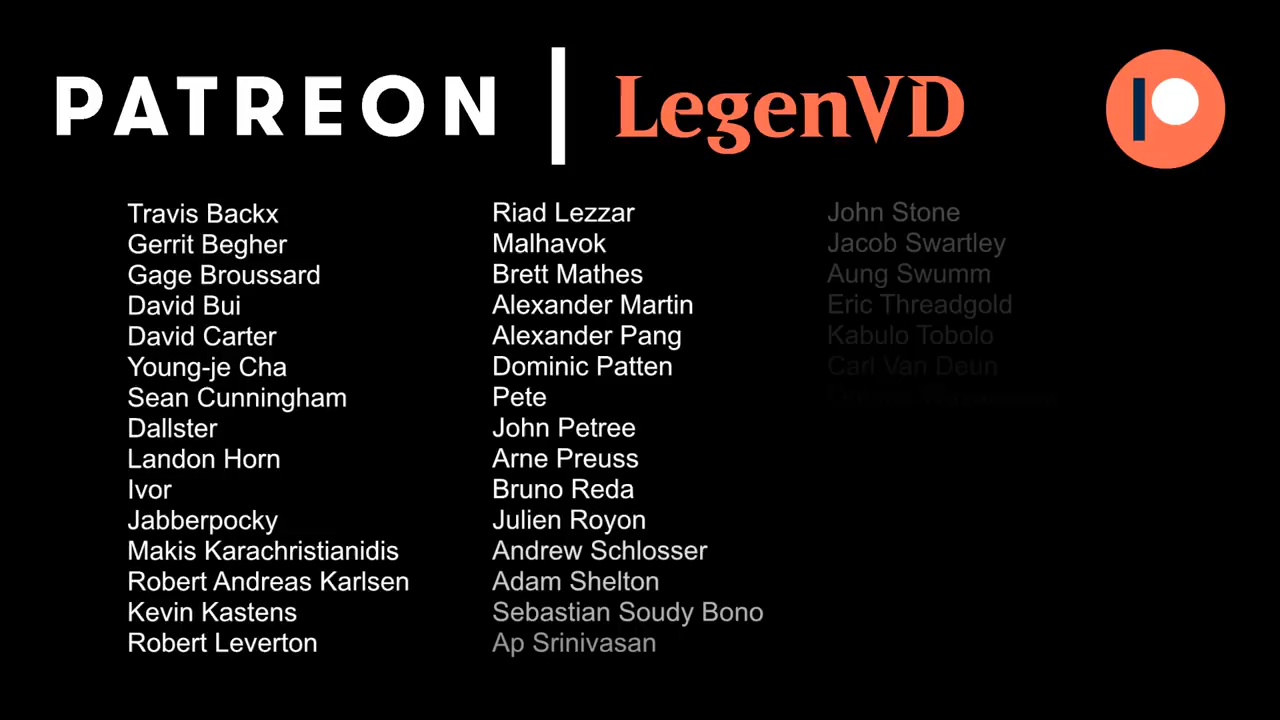 PATREON | LegenVD
Travis Backx
Gerrit Begher
Gage Broussard
David Bui
David Carter
Young-je Cha
Sean Cunningham
Dallster
Landon Horn
Ivor
Jabberpocky
Makis Karachristianidis
Robert Andreas Karlsen
Kevin Kastens
Robert Leverton
Riad Lezzar
Malhavok
Brett Mathes
Alexander Martin
Alexander Pang
Dominic Patten
Pete
John Petree
Arne Preuss
Bruno Reda
Julien Royon
Andrew Schlosser
Adam Shelton
Sebastian Soudy Bono
Ap Srinivasan
John Stone
Jacob Swartley
Aung Swumm
Eric Threadgold
Kabulo Tobolo
Carl Van Deun